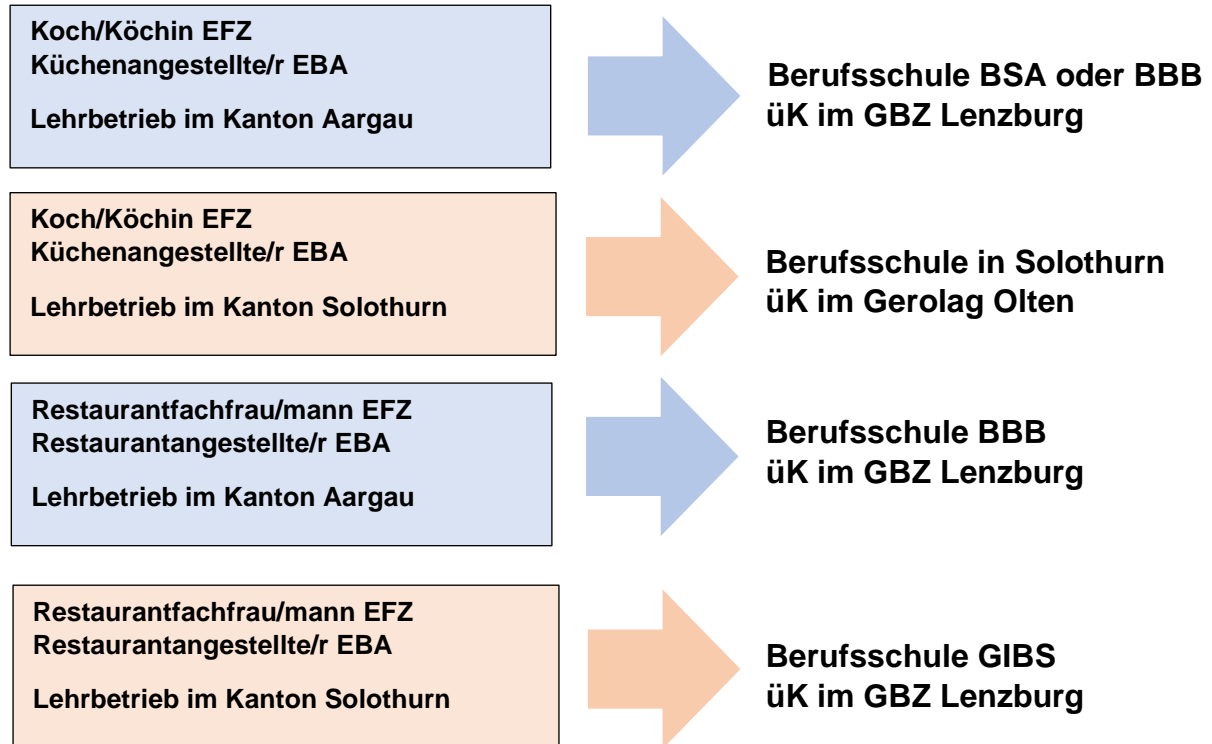 Koch/Köchin EFZ
Küchenangestellte/r EBA
Lehrbetrieb im Kanton Aargau
Berufsschule BSA oder BBB
üK im GBZ Lenzburg
Koch/Köchin EFZ
Küchenangestellte/r EBA
Lehrbetrieb im Kanton Solothurn
Berufsschule in Solothurn
üK im Gerolag Olten
Restaurantfachfrau/mann EFZ
Restaurantangestellte/r EBA
Lehrbetrieb im Kanton Aargau
Berufsschule BBB
üK im GBZ Lenzburg
Restaurantfachfrau/mann EFZ
Restaurantangestellte/r EBA
Lehrbetrieb im Kanton Solothurn
Berufsschule GIBS
üK im GBZ Lenzburg